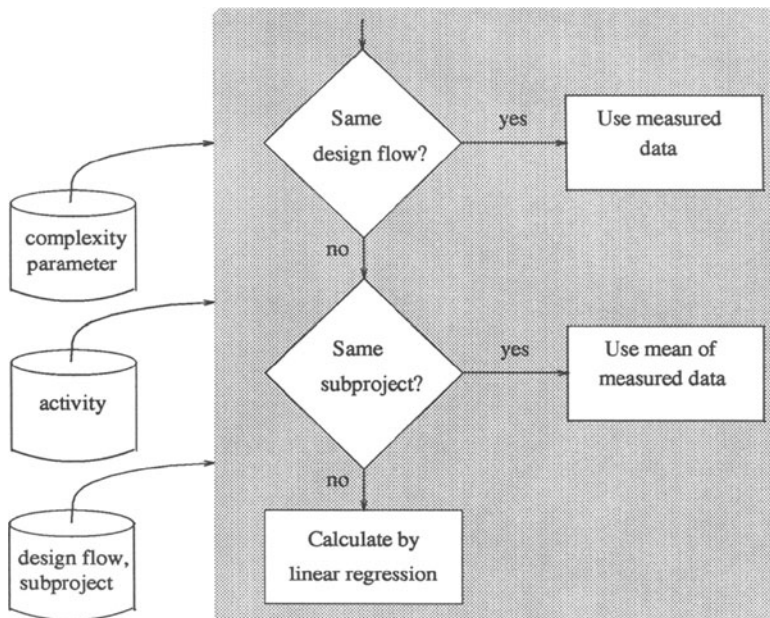 Same
design flow?
yes
Use measured
data
complexity
parameter
no
Same
subproject?
yes
Use mean of
measured data
activity
no
Calculate by
linear regression
design flow,
subproject